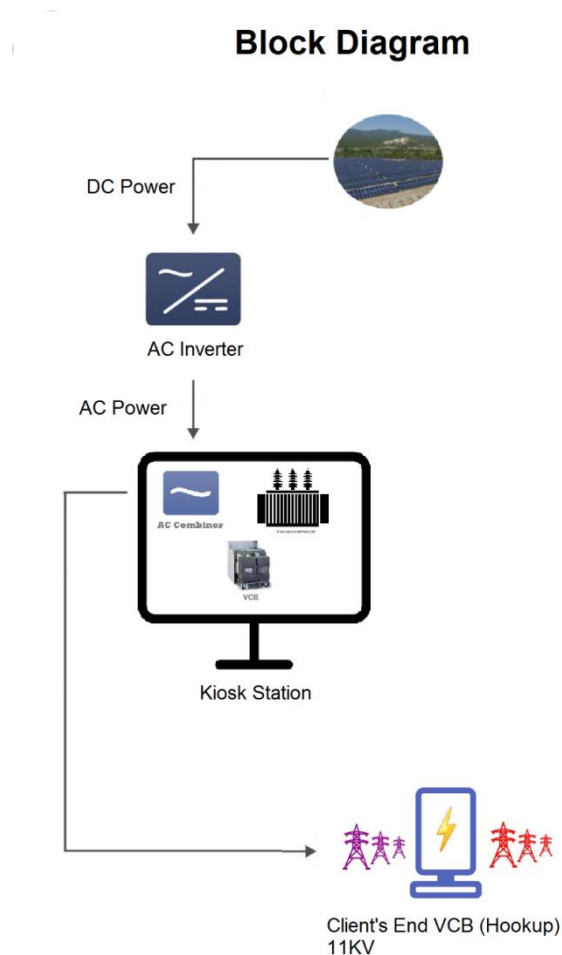 Block Diagram
DC Power
AC Inverter
AC Power
AC Combiner
VCB
Kiosk Station
Client's End VCB (Hookup)
11KV